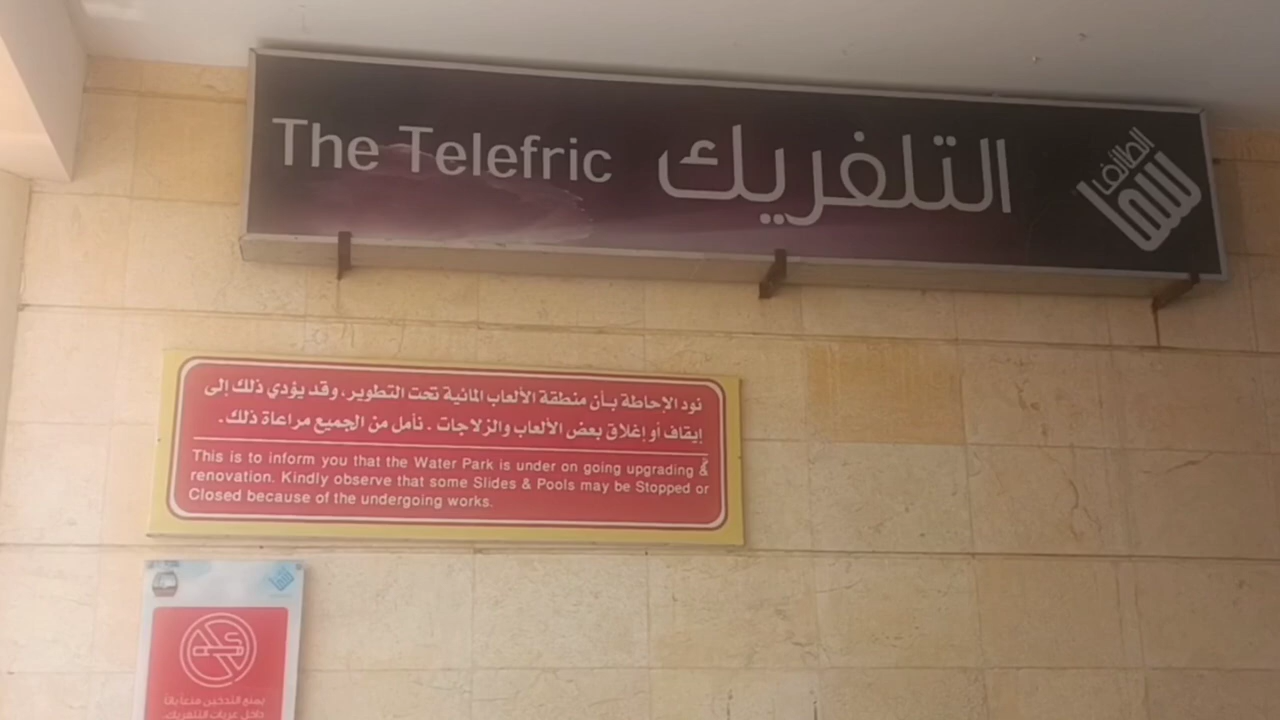 The Telefric التلفريك
سما الطائف
نود الإحاطة بأن منطقة الألعاب المائية تحت التطوير، وقد يؤدي ذلك إلى
إيقاف أو إغلاق بعض الألعاب والزلاجات . نأمل من الجميع مراعاة ذلك.
This is to inform you that the Water Park is under on going upgrading &
renovation. Kindly observe that some Slides & Pools may be Stopped or
Closed because of the undergoing works.
يمنع التدخين منعاً باتاً
داخل عربات التلفريك